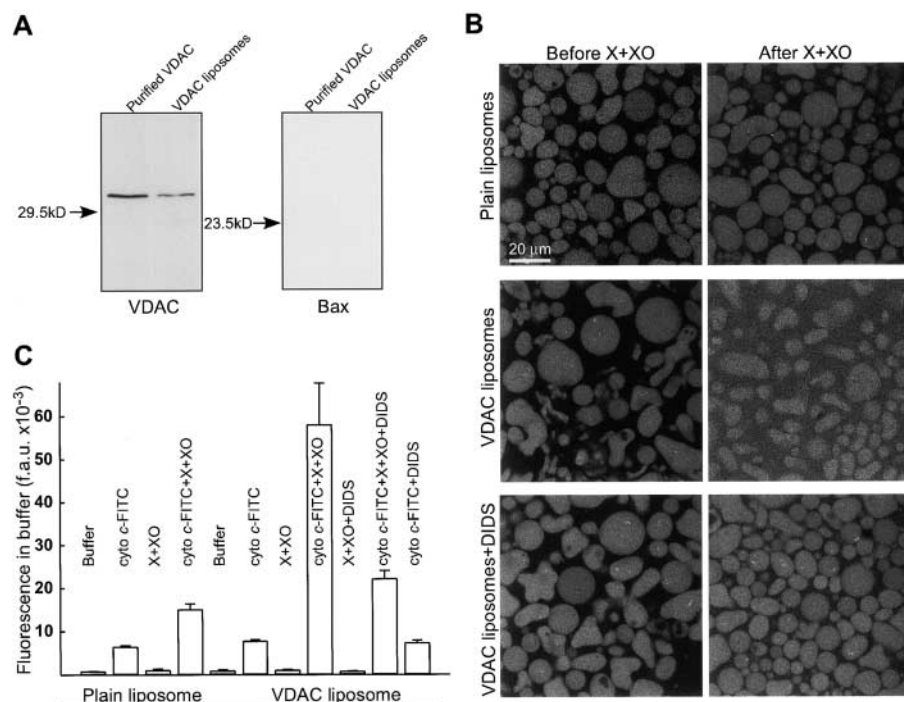 A
Purified VDAC
VDAC liposomes
Purified VDAC
VDAC liposomes
29.5kD
23.5kD
VDAC
Bax
B
Before X+XO
After X+XO
Plain liposomes
20 μm
VDAC liposomes
VDAC liposomes+DIDS
C
Fluorescence in buffer (f.a.u. x10-3)
60
50
40
30
20
10
Buffer
cyto c-FITC
X+XO
cyto c-FITC+X+XO
Buffer
cyto c-FITC
X+XO
cyto c-FITC+X+XO
X+XO+DIDS
cyto c-FITC+X+XO+DIDS
cyto c-FITC+DIDS
Plain liposome
VDAC liposome